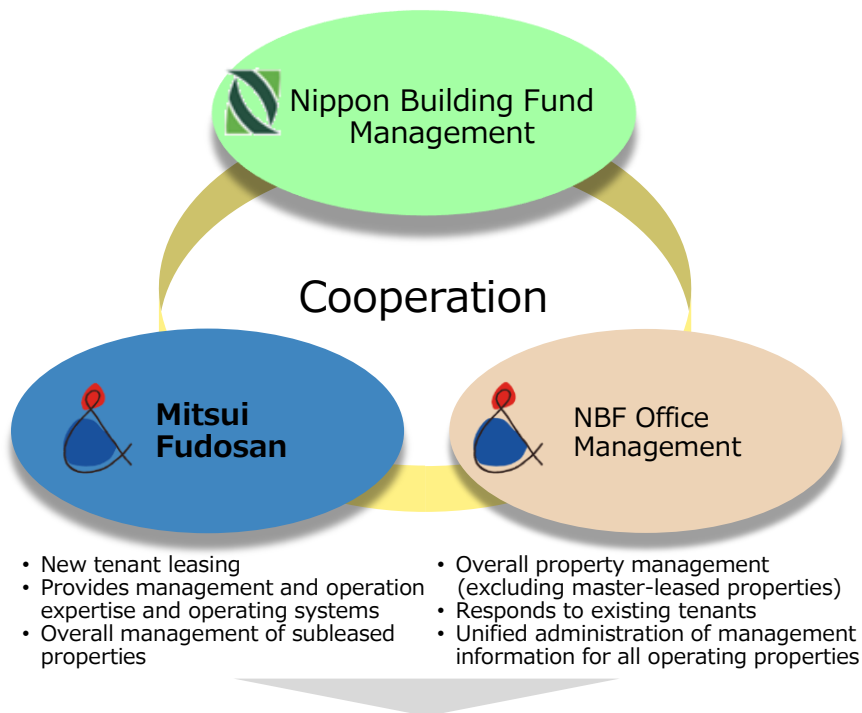 Nippon Building Fund
Management
Cooperation
Mitsui
Fudosan
NBF Office
Management
• New tenant leasing
• Provides management and operation
expertise and operating systems
• Overall management of subleased
properties
• Overall property management
(excluding master-leased properties)
• Responds to existing tenants
• Unified administration of management
information for all operating properties